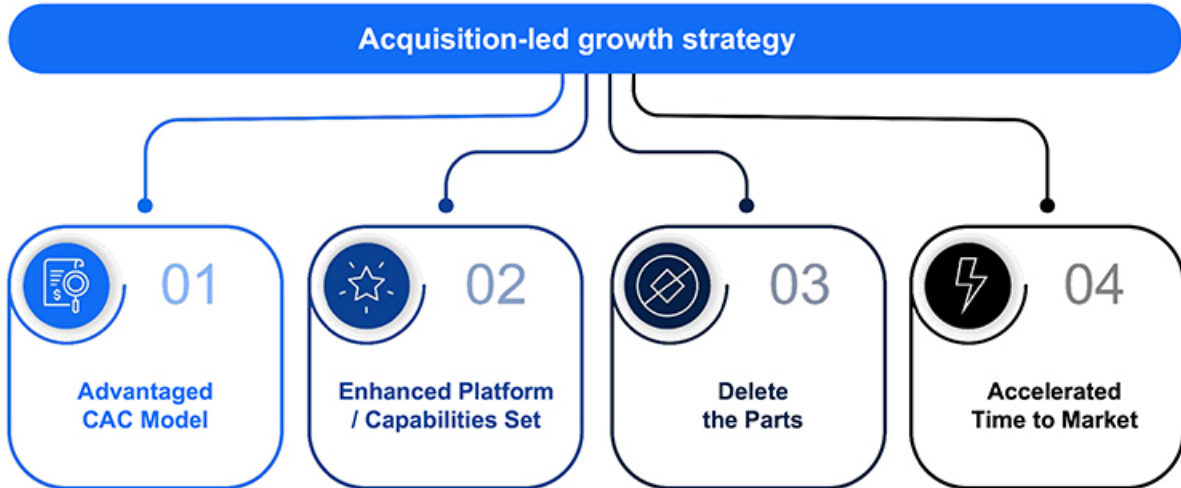 Acquisition-led growth strategy
01
Advantaged
CAC Model
02
Enhanced Platform
/ Capabilities Set
03
Delete
the Parts
04
Accelerated
Time to Market